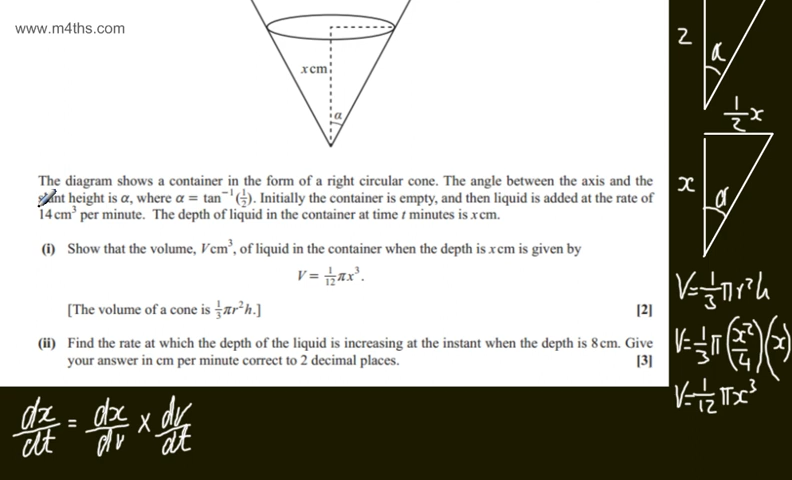 www.m4ths.com
2
α
x cm
α
1/2 x
x
α
The diagram shows a container in the form of a right circular cone. The angle between the axis and the
slant height is α, where α = tan⁻¹(1/2). Initially the container is empty, and then liquid is added at the rate of
14 cm³ per minute. The depth of liquid in the container at time t minutes is x cm.
(i) Show that the volume, V cm³, of liquid in the container when the depth is x cm is given by
V = 1/12 πx³.
[The volume of a cone is 1/3 πr²h.] [2]
(ii) Find the rate at which the depth of the liquid is increasing at the instant when the depth is 8 cm. Give
your answer in cm per minute correct to 2 decimal places. [3]
V=1/3 πr²h
V=1/3 π(x²/4)(x)
V=1/12 πx³
dx/dt = dx/dv × dv/dt